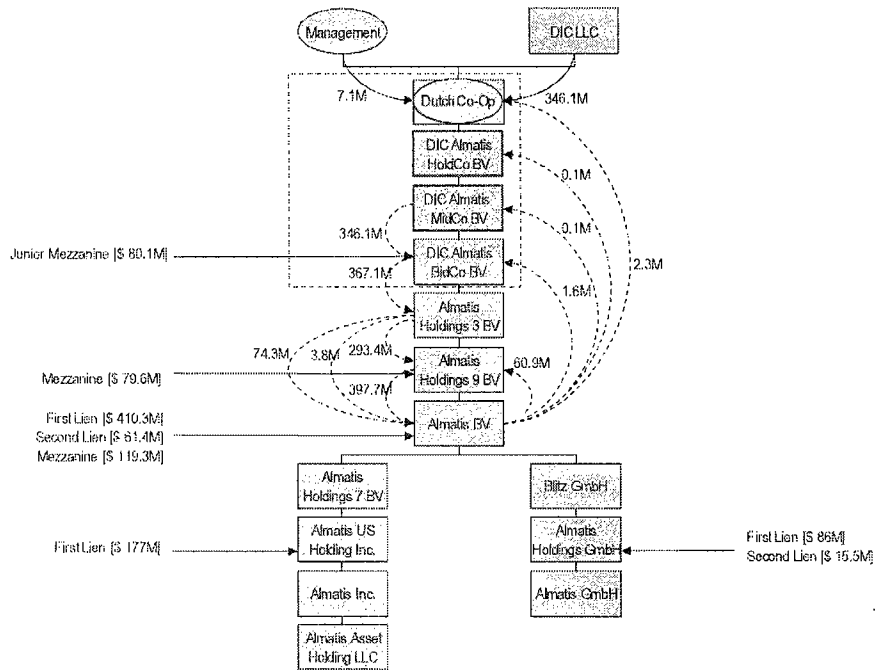 Management
DIC LLC
7.1M
Dutch Co-Op
346.1M
DIC Almatis
HoldCo BV
0.1M
DIC Almatis
MidCo BV
0.1M
346.1M
Junior Mezzanine [$ 80.1M]
DIC Almatis
BidCo BV
2.3M
367.1M
1.6M
Almatis
Holdings 3 BV
74.3M
3.8M
293.4M
Almatis
Holdings 9 BV
60.9M
Mezzanine [$ 79.6M]
397.7M
First Lien [$ 410.3M]
Second Lien [$ 61.4M]
Mezzanine [$ 119.3M]
Almatis BV
Almatis
Holdings 7 BV
Blitz GmbH
First Lien [$ 177M]
Almatis US
Holding Inc.
Almatis
Holdings GmbH
First Lien [$ 86M]
Second Lien [$ 15.5M]
Almatis Inc.
Almatis GmbH
Almatis Asset
Holding LLC